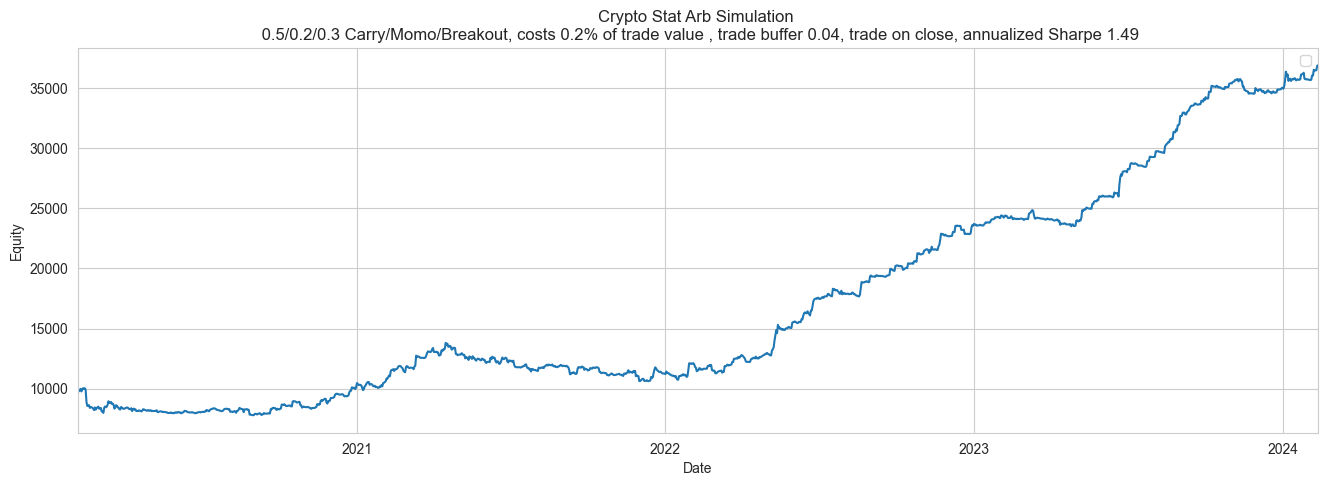 Crypto Stat Arb Simulation
0.5/0.2/0.3 Carry/Momo/Breakout, costs 0.2% of trade value , trade buffer 0.04, trade on close, annualized Sharpe 1.49
35000
30000
25000
20000
15000
10000
Equity
2021
2022
2023
2024
Date